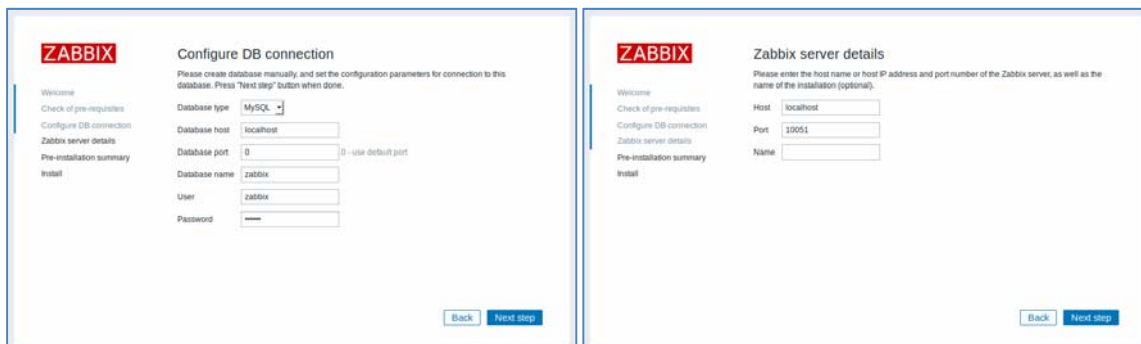 ZABBIX
Configure DB connection
Please create database manually, and set the configuration parameters for connection to this
database. Press "Next step" button when done.
Welcome
Check of pre-requisites
Configure DB connection
Zabbix server details
Pre-installation summary
Install
Database type MySQL
Database host localhost
Database port 0 0 - use default port
Database name zabbix
User zabbix
Password ••••••
Back Next step
ZABBIX
Zabbix server details
Please enter the host name or host IP address and port number of the Zabbix server, as well as the
name of the installation (optional).
Welcome
Check of pre-requisites
Configure DB connection
Zabbix server details
Pre-installation summary
Install
Host localhost
Port 10051
Name
Back Next step